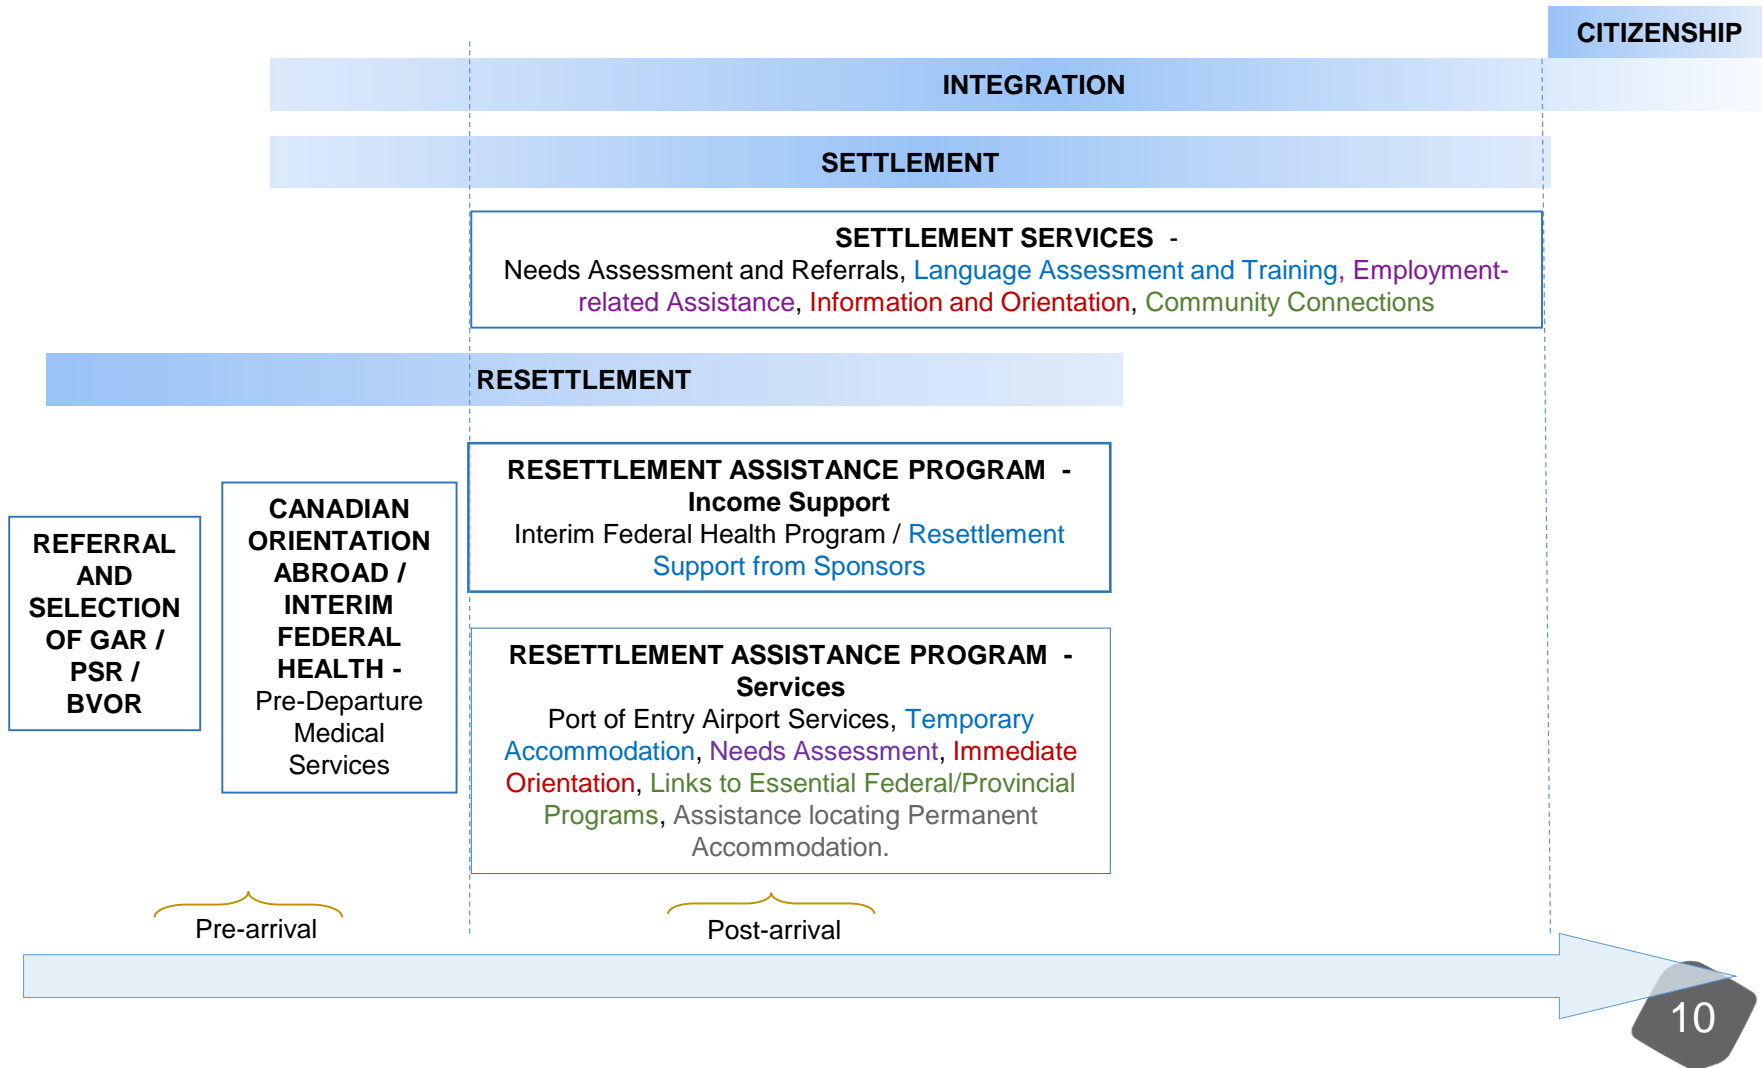 CITIZENSHIP
INTEGRATION
SETTLEMENT
SETTLEMENT SERVICES -
Needs Assessment and Referrals, Language Assessment and Training, Employment-
related Assistance, Information and Orientation, Community Connections
RESETTLEMENT
REFERRAL
AND
SELECTION
OF GAR /
PSR /
BVOR
CANADIAN
ORIENTATION
ABROAD /
INTERIM
FEDERAL
HEALTH -
Pre-Departure
Medical
Services
RESETTLEMENT ASSISTANCE PROGRAM -
Income Support
Interim Federal Health Program / Resettlement
Support from Sponsors
RESETTLEMENT ASSISTANCE PROGRAM -
Services
Port of Entry Airport Services, Temporary
Accommodation, Needs Assessment, Immediate
Orientation, Links to Essential Federal/Provincial
Programs, Assistance locating Permanent
Accommodation.
Pre-arrival
Post-arrival
10